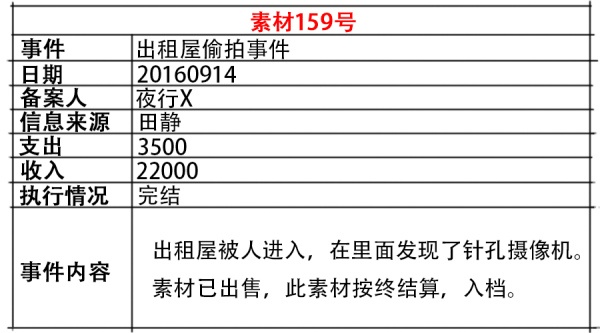 素材159号
事件 出租屋偷拍事件
日期 20160914
备案人 夜行X
信息来源 田静
支出 3500
收入 22000
执行情况 完结
事件内容 出租屋被人进入，在里面发现了针孔摄像机。
素材已出售，此素材按终结算，入档。